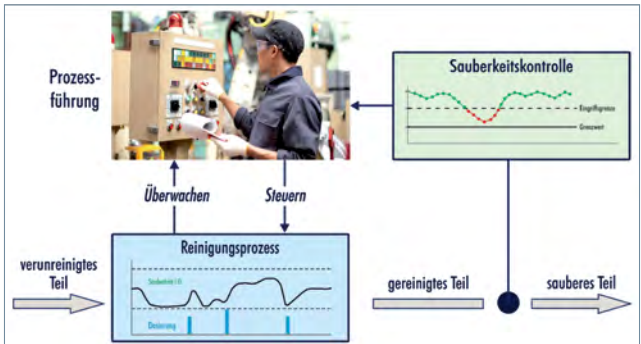 Prozess-
führung
Sauberkeitskontrolle
Eingriffsgrenze
Grenzwert
Überwachen
Steuern
Reinigungsprozess
verunreinigtes
Teil
Dosierung
gereinigtes Teil
sauberes Teil